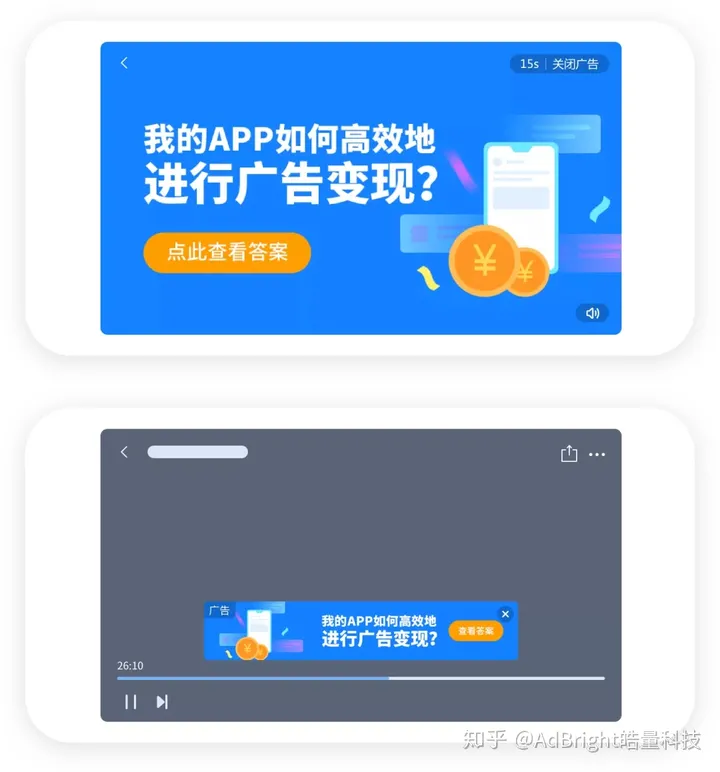 15s | 关闭广告
我的APP如何高效地
进行广告变现?
点此查看答案
¥
¥
广告
我的APP如何高效地
进行广告变现?
查看答案
¥
26:10
知乎 @AdBright皓量科技